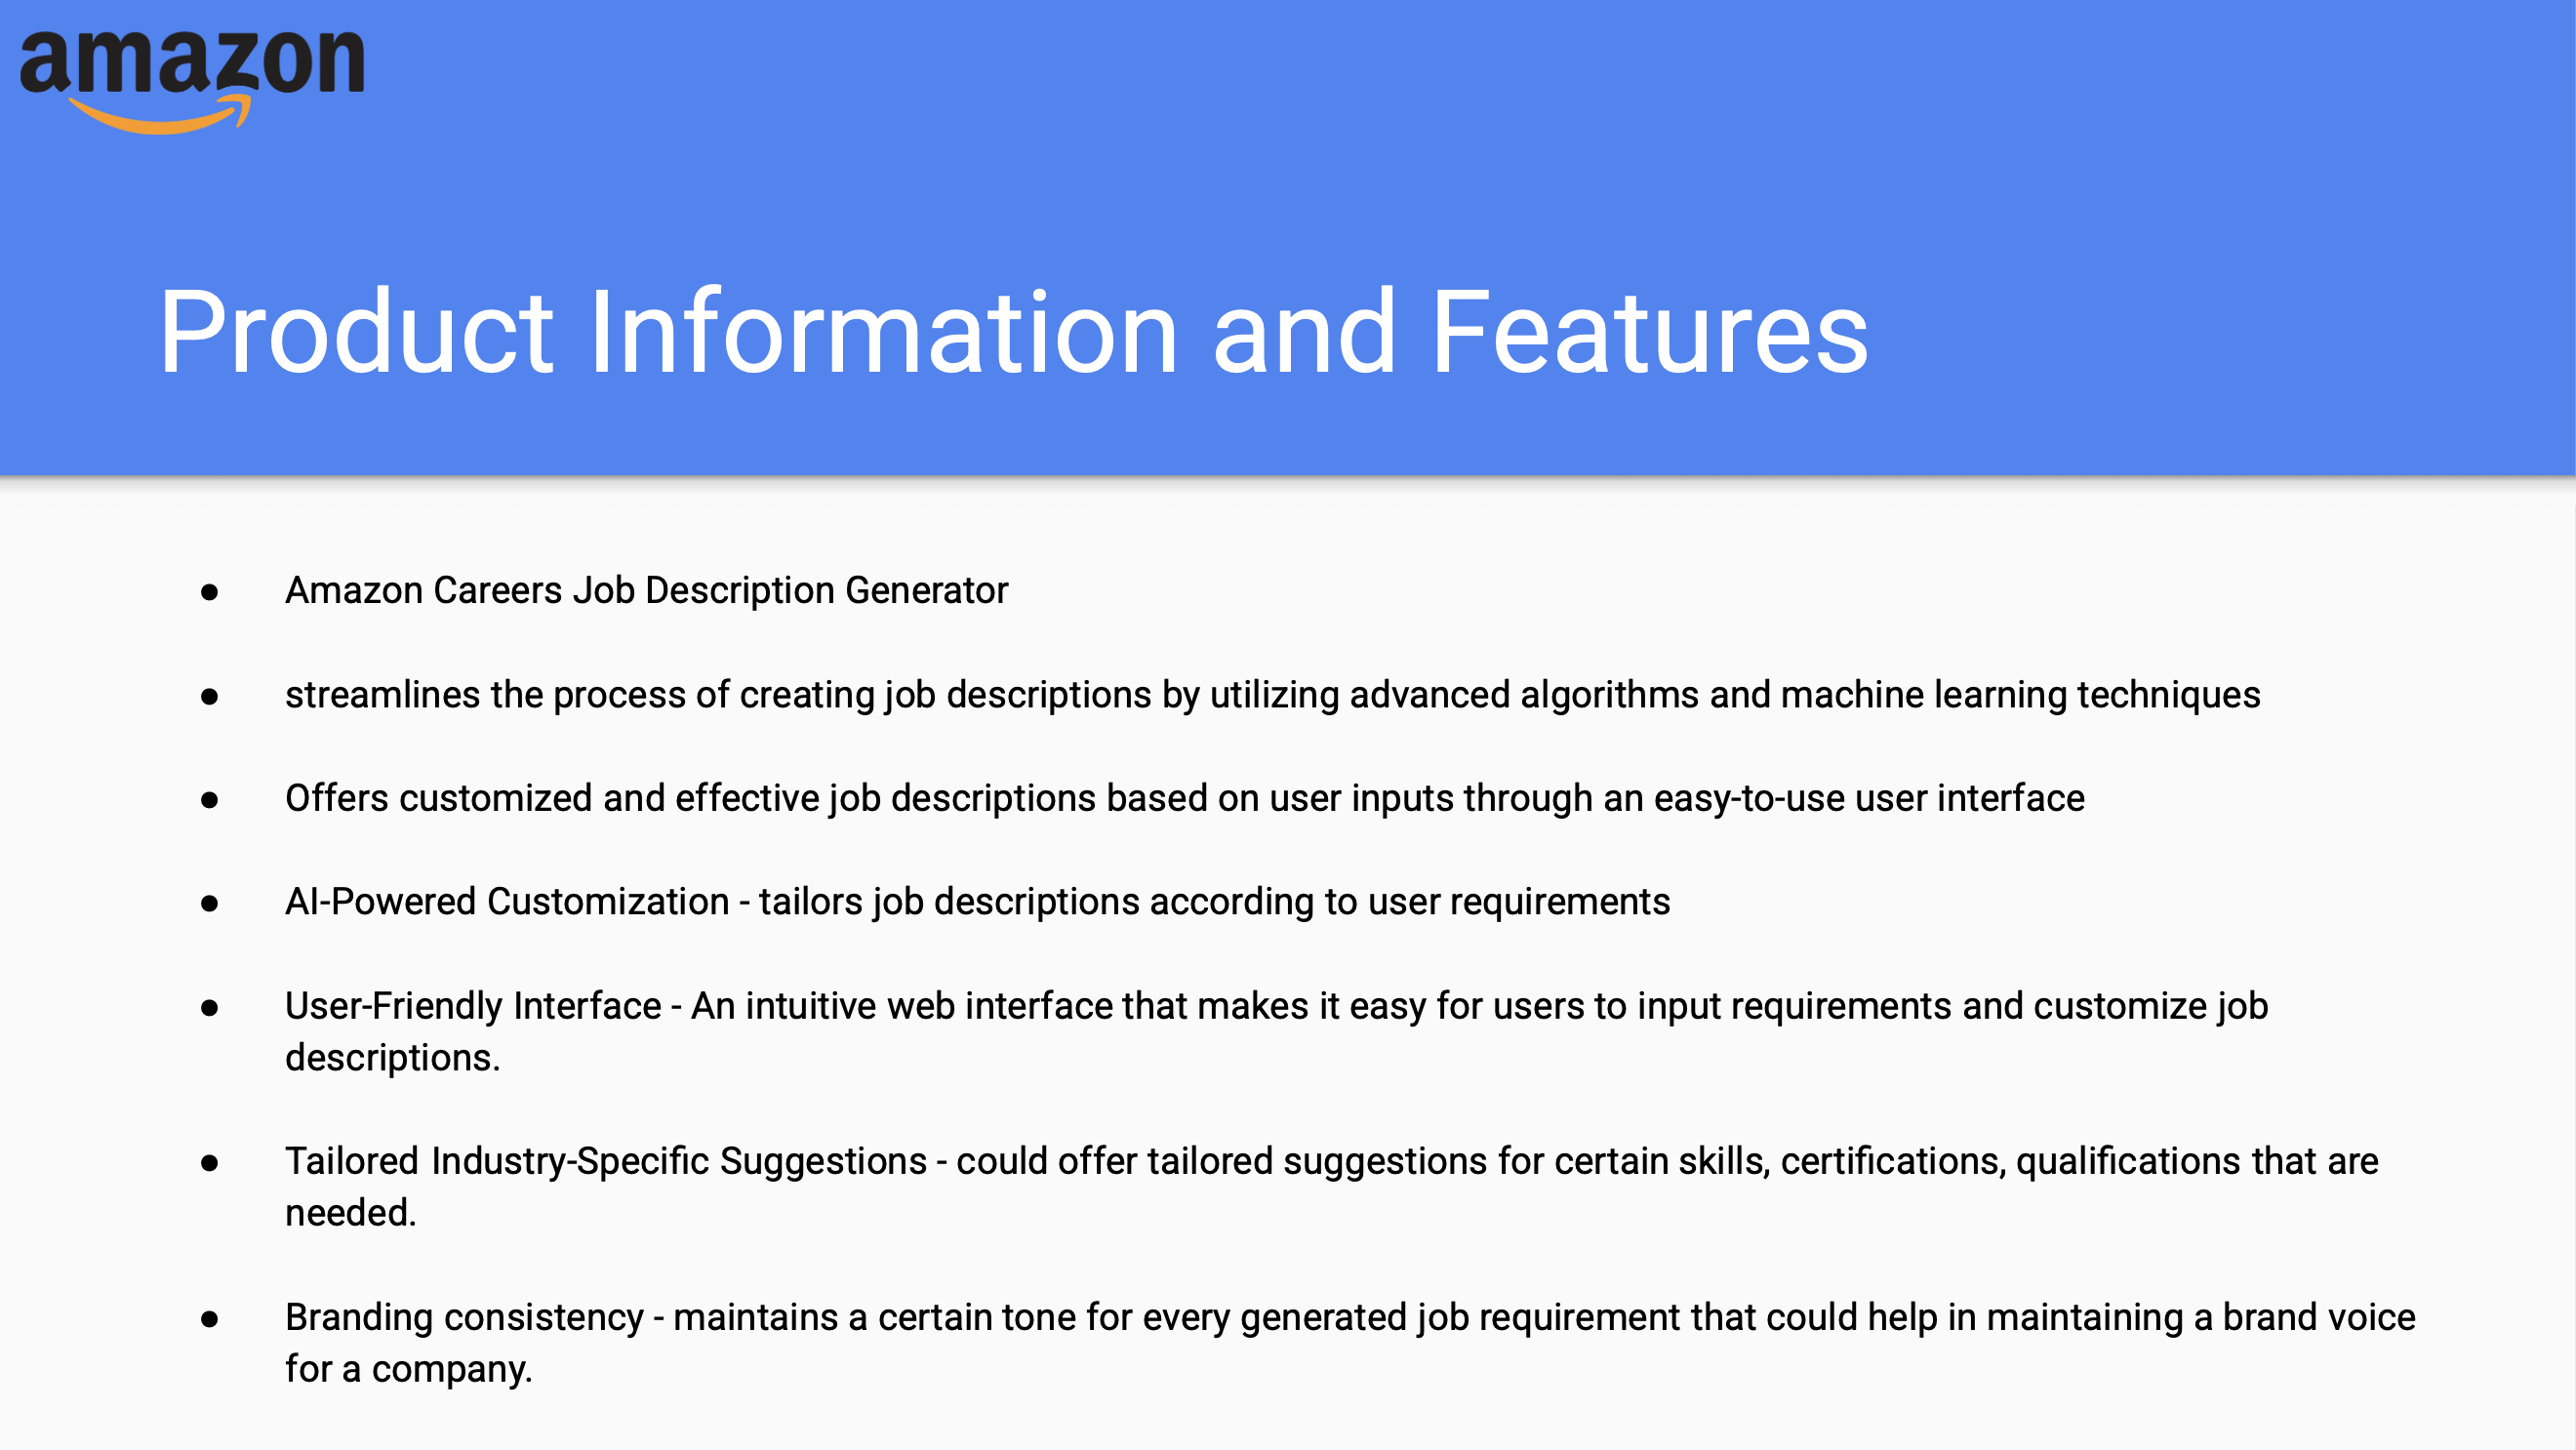 amazon
Product Information and Features
● Amazon Careers Job Description Generator
● streamlines the process of creating job descriptions by utilizing advanced algorithms and machine learning techniques
● Offers customized and effective job descriptions based on user inputs through an easy-to-use user interface
● AI-Powered Customization - tailors job descriptions according to user requirements
● User-Friendly Interface - An intuitive web interface that makes it easy for users to input requirements and customize job
descriptions.
● Tailored Industry-Specific Suggestions - could offer tailored suggestions for certain skills, certifications, qualifications that are
needed.
● Branding consistency - maintains a certain tone for every generated job requirement that could help in maintaining a brand voice
for a company.